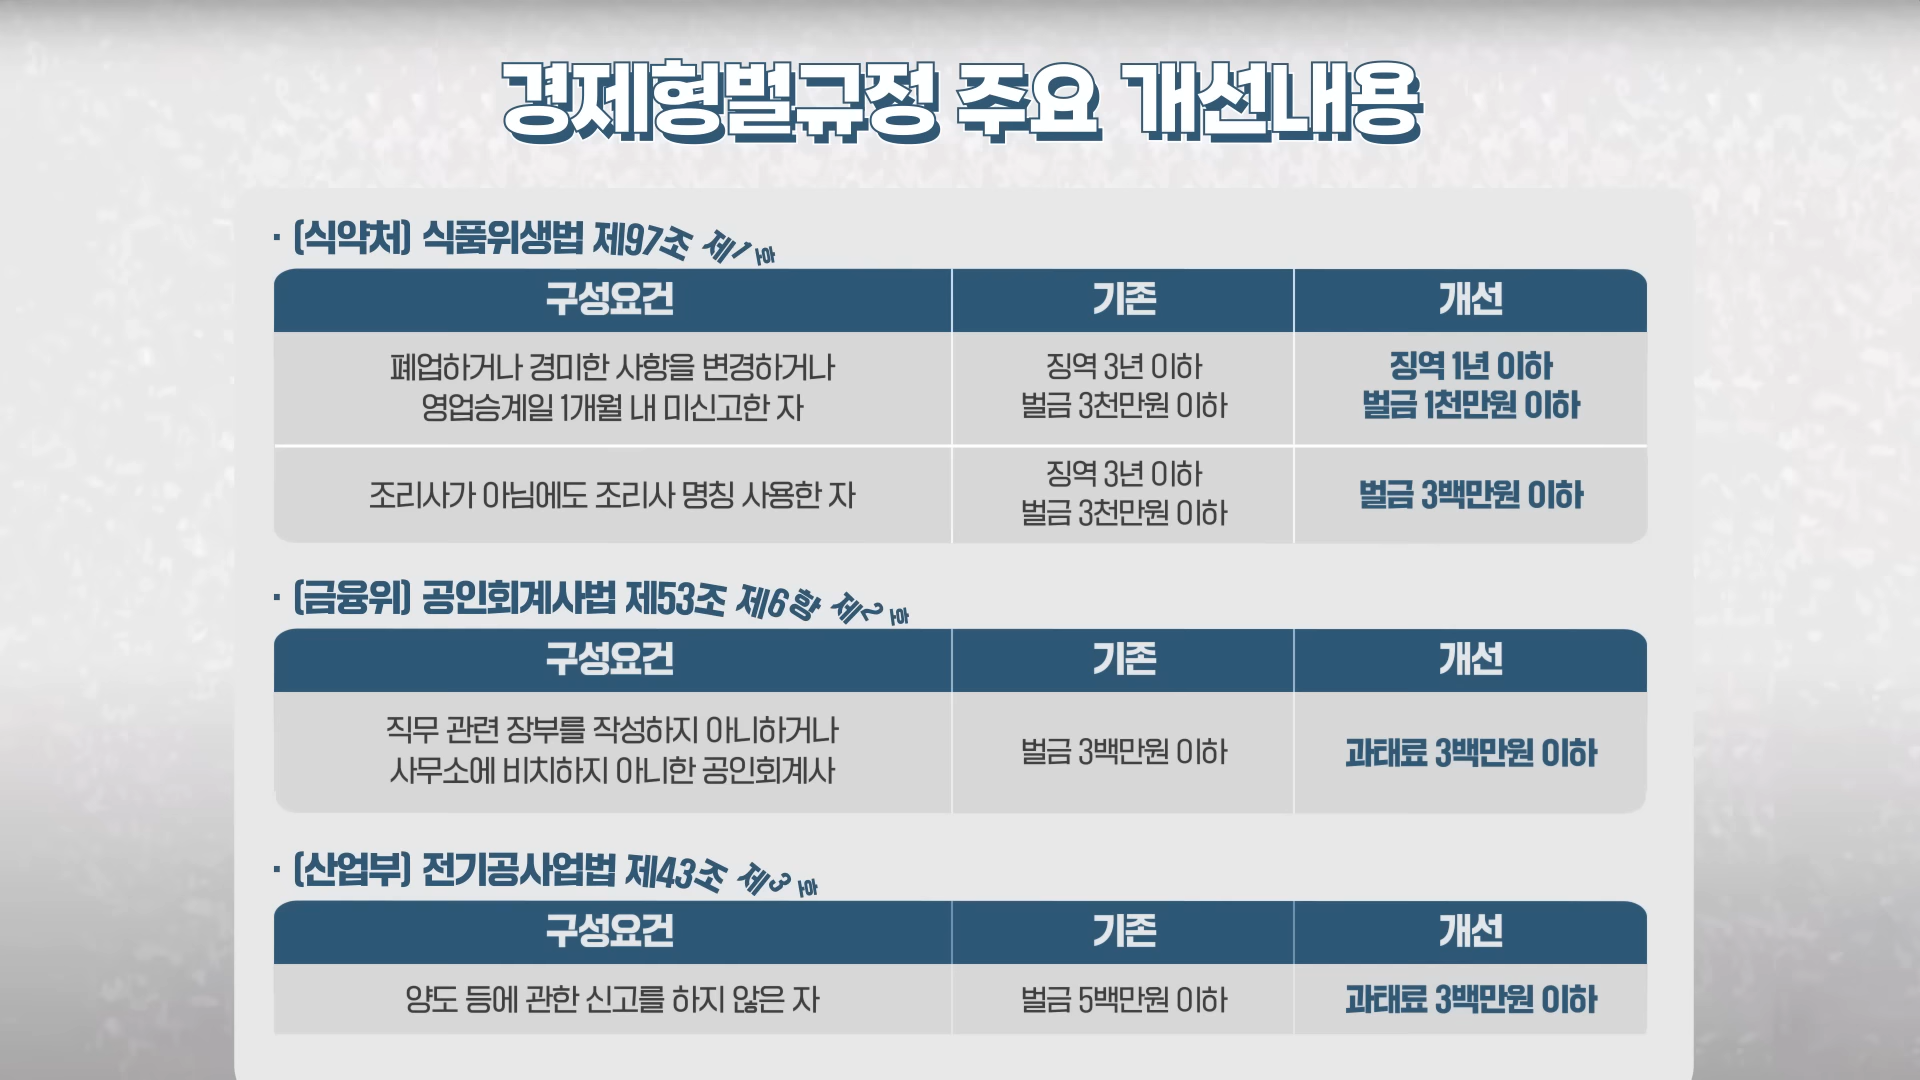 경제형벌규정 주요 개선내용
· (식약처) 식품위생법 제97조 제1호
구성요건 기존 개선
폐업하거나 경미한 사항을 변경하거나
영업승계일 1개월 내 미신고한 자
징역 3년 이하
벌금 3천만원 이하
징역 1년 이하
벌금 1천만원 이하
조리사가 아님에도 조리사 명칭 사용한 자
징역 3년 이하
벌금 3천만원 이하
벌금 3백만원 이하
· (금융위) 공인회계사법 제53조 제6항 제2호
구성요건 기존 개선
직무 관련 장부를 작성하지 아니하거나
사무소에 비치하지 아니한 공인회계사
벌금 3백만원 이하
과태료 3백만원 이하
· (산업부) 전기공사업법 제43조 제3호
구성요건 기존 개선
양도 등에 관한 신고를 하지 않은 자
벌금 5백만원 이하
과태료 3백만원 이하